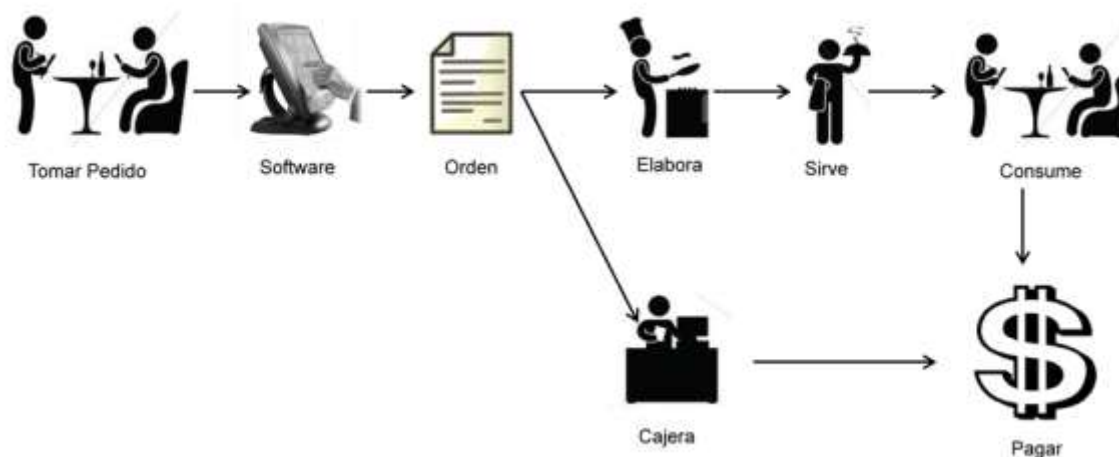 Tomar Pedido
Software
Orden
Elabora
Sirve
Consume
Cajera
Pagar